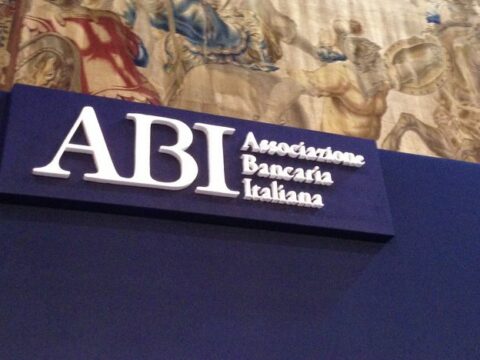 ABI
Associazione
Bancaria
Italiana